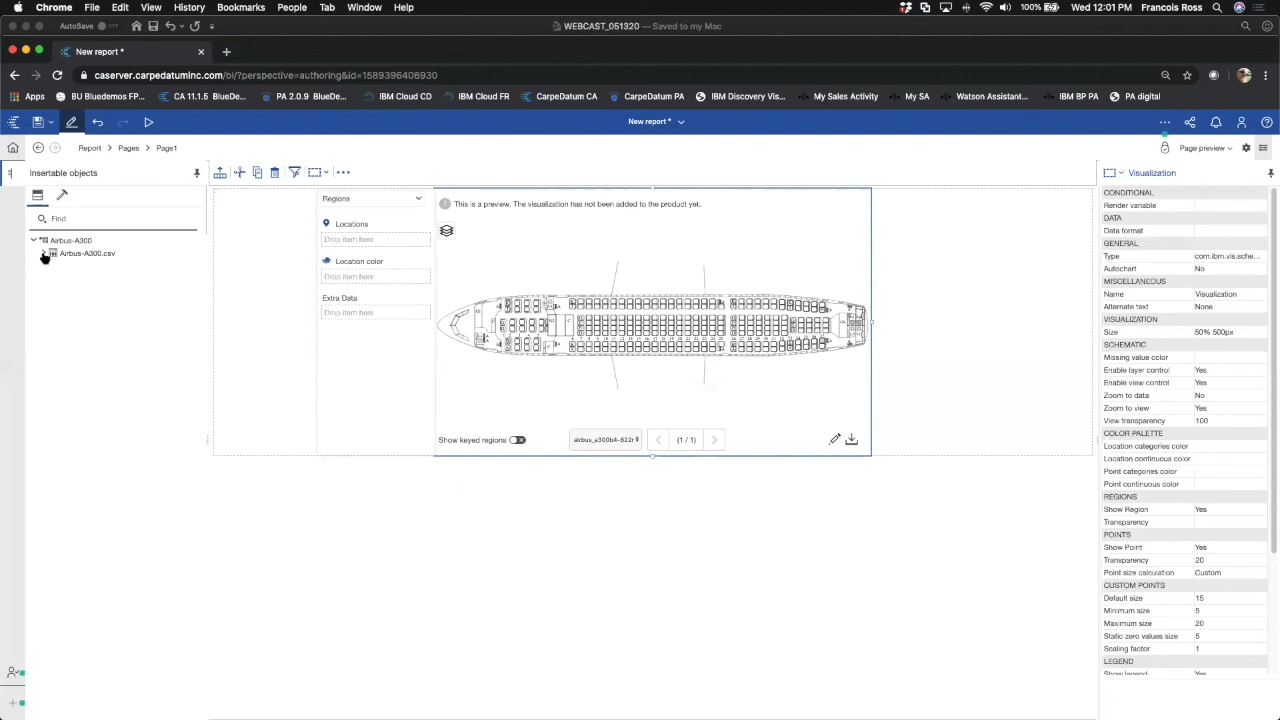 Chrome File Edit View History Bookmarks People Tab Window Help 100% Wed 12:01 PM Francois Ross
AutoSave OFF WEBCAST_051320 — Saved to my Mac
New report *
caserver.carpedatuminc.com/bi/?perspective=authoring&id=1589396406930
Apps BU Bluedemos FP... CA 11.1.7 BlueDe... PA 2.0.9 BlueDe... IBM Cloud CD IBM Cloud FR CarpeDatum CA CarpeDatum PA IBM Discovery Vis... My Sales Activity My SA Watson Assistant... IBM BP PA PA digital
New report *
Report Pages Page1 Page preview
Insertable objects
Find
Airbus-A300
Airbus-A300.csv
Regions
Locations
Drop item here
Location color
Drop item here
Extra Data
Drop item here
This is a preview. The visualization has not been added to the product yet.
Show keyed regions
airbus_a300b4-622r
(1 / 1)
Visualization
CONDITIONAL
Render variable
DATA
Data format
GENERAL
Type com.ibm.vis.sche...
Autochart No
MISCELLANEOUS
Name Visualization
Alternate text None
VISUALIZATION
Size 50% 500px
SCHEMATIC
Missing value color
Enable layer control Yes
Enable view control Yes
Zoom to data No
Zoom to view Yes
View transparency 100
COLOR PALETTE
Location categories color
Location continuous color
Point categories color
Point continuous color
REGIONS
Show Region Yes
Transparency
POINTS
Show Point Yes
Transparency 20
Point size calculation Custom
CUSTOM POINTS
Default size 15
Minimum size 5
Maximum size 20
Static zero values size 5
Scaling factor 1
LEGEND
Show legend Yes